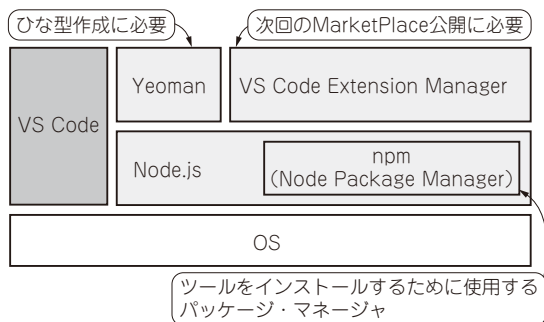 ひな型作成に必要
次回のMarketPlace公開に必要
VS Code
Yeoman
VS Code Extension Manager
Node.js
npm
(Node Package Manager)
OS
ツールをインストールするために使用する
パッケージ・マネージャ